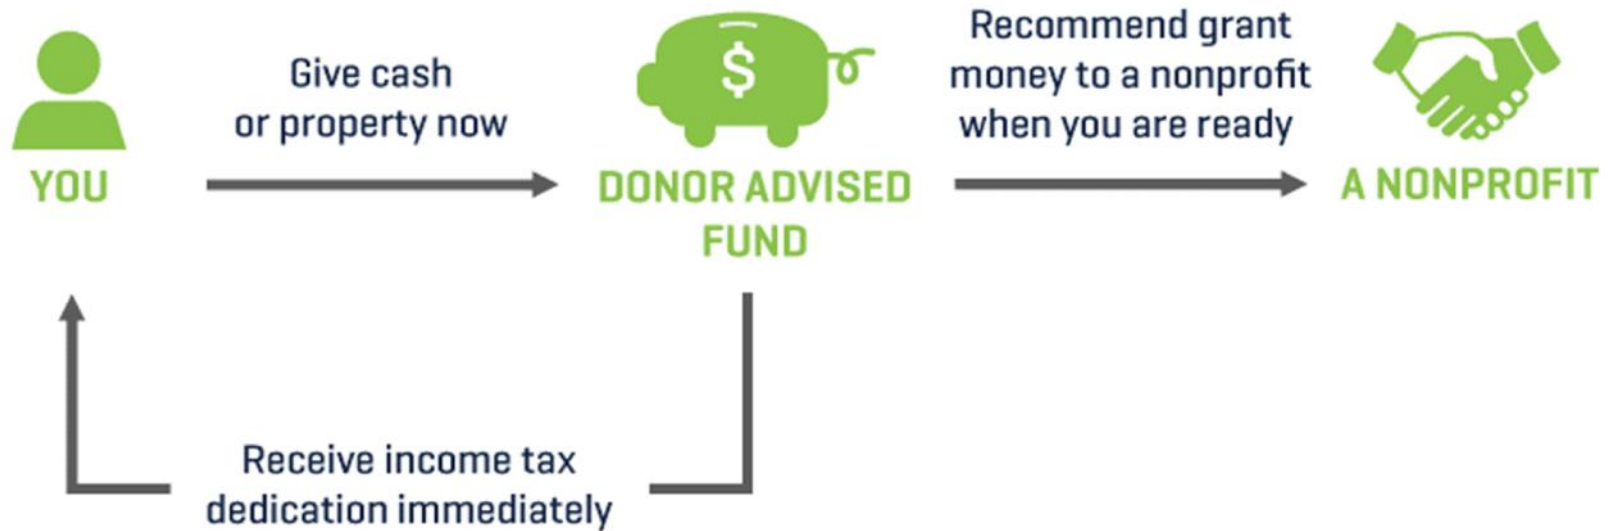 Give cash
or property now
Recommend grant
money to a nonprofit
when you are ready
$
YOU
DONOR ADVISED
FUND
A NONPROFIT
Receive income tax
dedication immediately